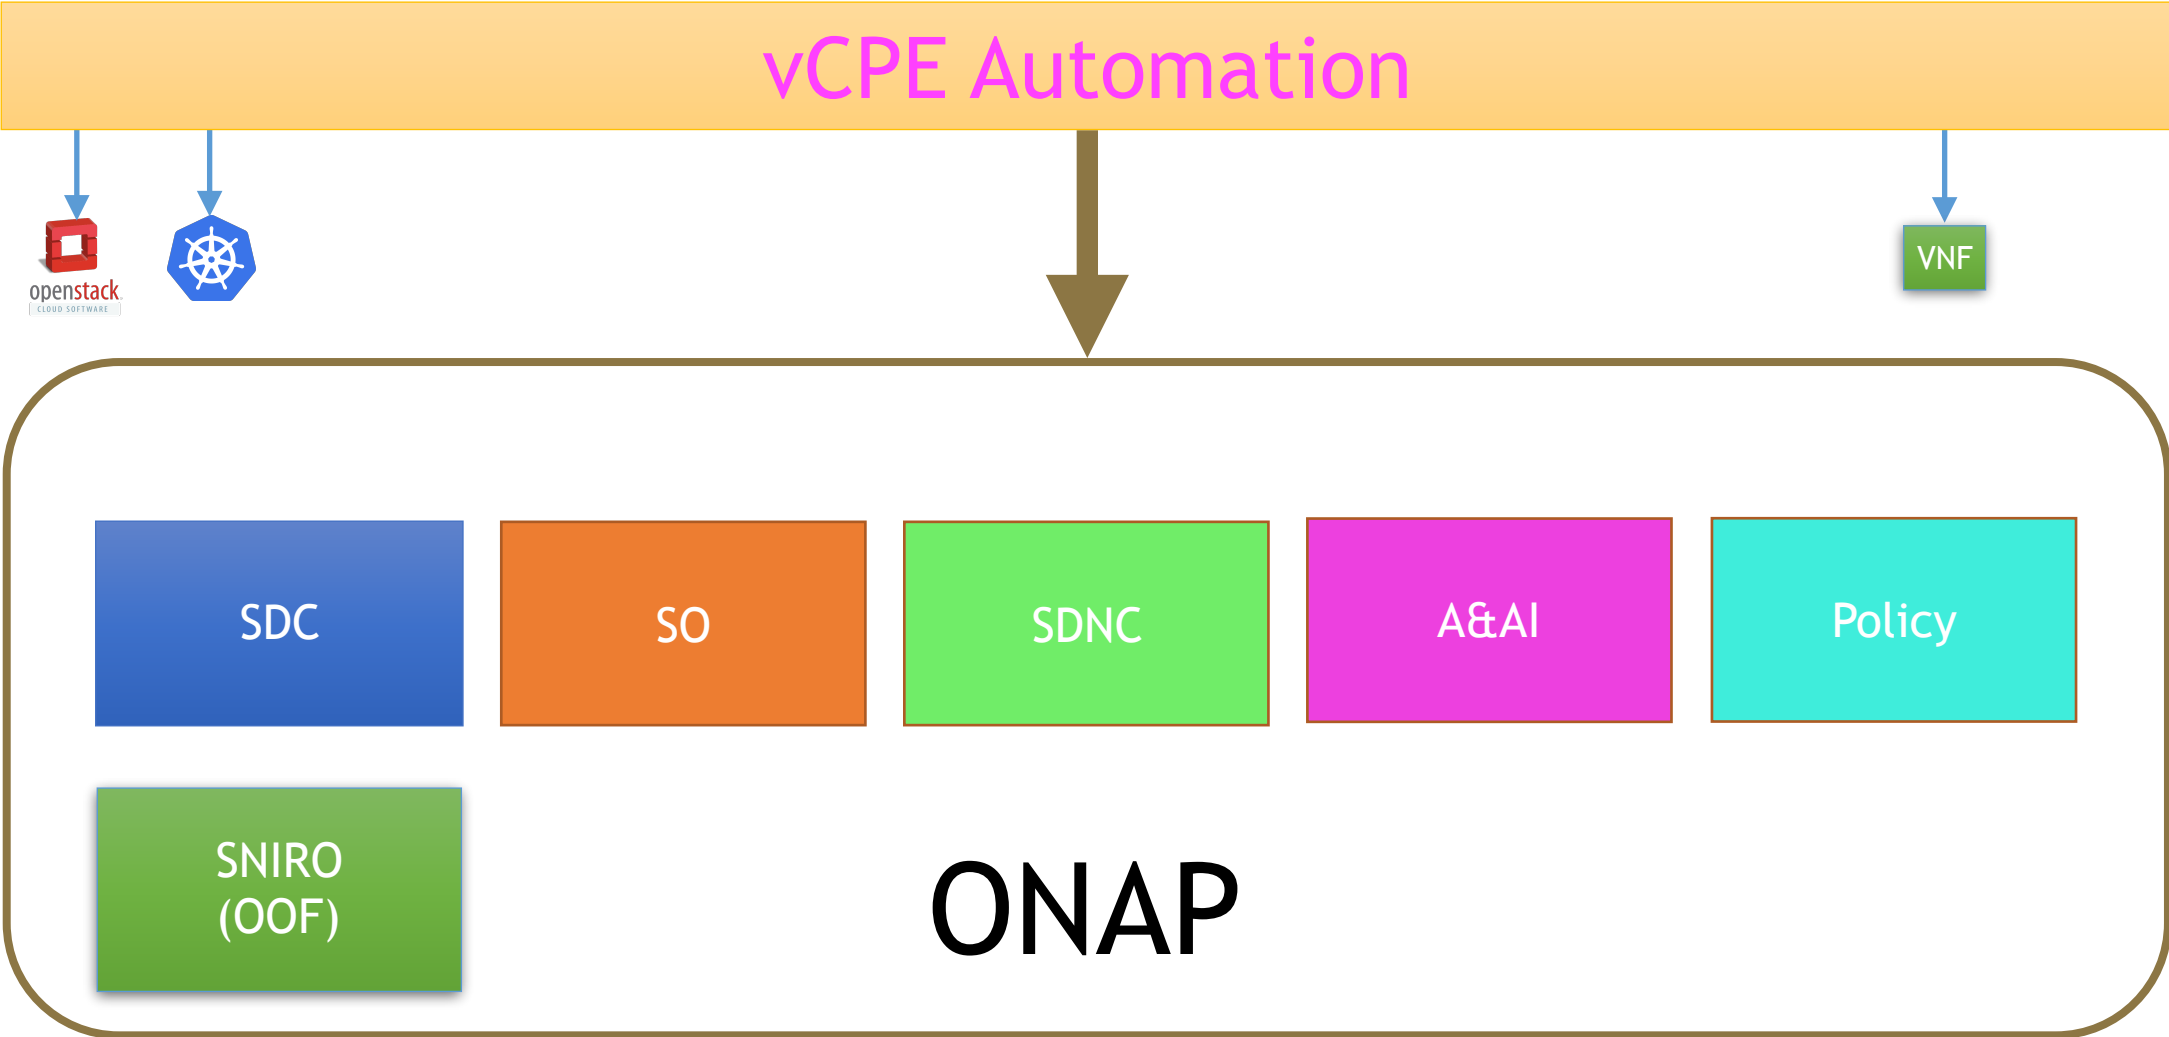 vCPE Automation
openstack
CLOUD SOFTWARE
VNF
SDC
SO
SDNC
A&AI
Policy
SNIRO
(OOF)
ONAP